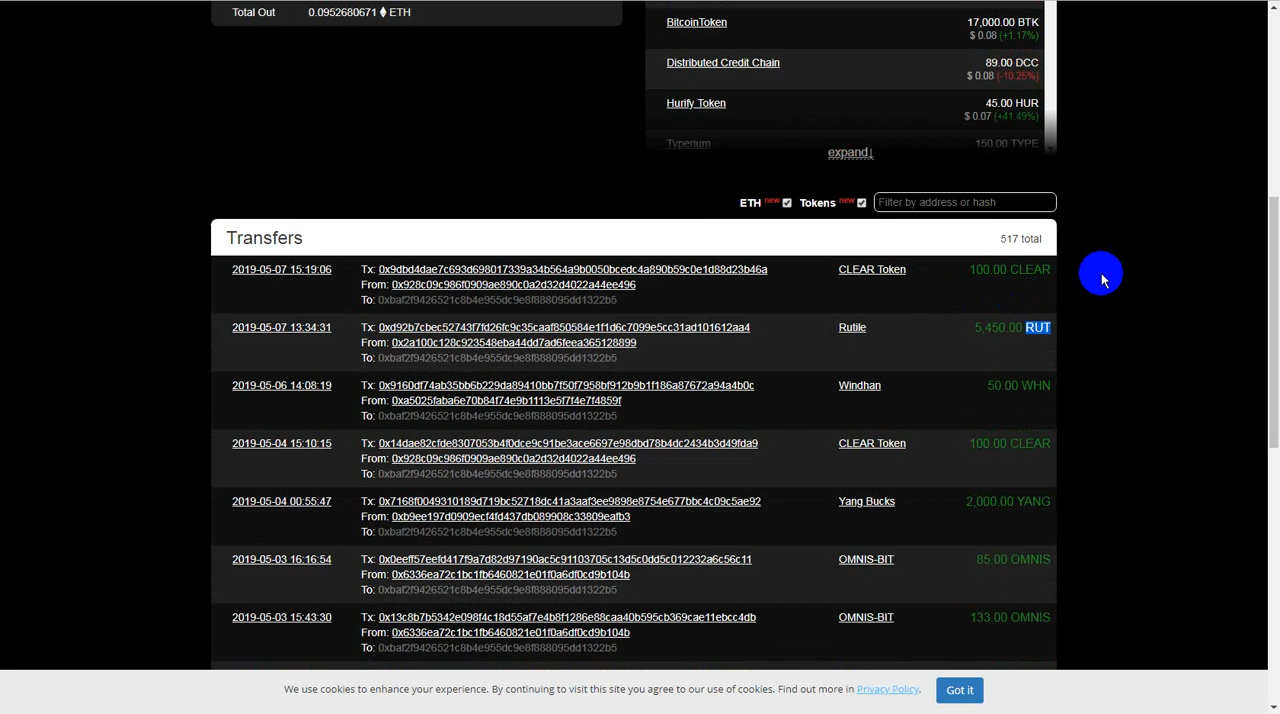 Total Out 0.0952680671 ETH
BitcoinToken 17,000.00 BTK
$ 0.08 (+1.17%)
Distributed Credit Chain 89.00 DCC
$ 0.08 (-10.25%)
Hurify Token 45.00 HUR
$ 0.07 (+41.49%)
Typerium 150.00 TYPE
expand↓
ETH new Tokens new Filter by address or hash
Transfers 517 total
2019-05-07 15:19:06 Tx: 0x9dbd4dae7c693d698017339a34b564a9b0050bcedc4a890b59c0e1d88d23b46a CLEAR Token 100.00 CLEAR
From: 0x928c09c986f0909ae890c0a2d32d4022a44ee496
To: 0xbaf2f9426521c8b4e955dc9e8f888095dd1322b5
2019-05-07 13:34:31 Tx: 0xd92b7cbec52743f7fd26fc9c35caaf850584e1f1d6c7099e5cc31ad101612aa4 Rutile 5,450.00 RUT
From: 0x2a100c128c923548eba44dd7ad6feea365128899
To: 0xbaf2f9426521c8b4e955dc9e8f888095dd1322b5
2019-05-06 14:08:19 Tx: 0x9160df74ab35bb6b229da89410bb7f50f7958bf912b9b1f186a87672a94a4b0c Windhan 50.00 WHN
From: 0xa5025faba6e70b84f74e9b1113e5f7f4e7f4859f
To: 0xbaf2f9426521c8b4e955dc9e8f888095dd1322b5
2019-05-04 15:10:15 Tx: 0x14dae82cfde8307053b4f0dce9c91be3ace6697e98dbd78b4dc2434b3d49fda9 CLEAR Token 100.00 CLEAR
From: 0x928c09c986f0909ae890c0a2d32d4022a44ee496
To: 0xbaf2f9426521c8b4e955dc9e8f888095dd1322b5
2019-05-04 00:55:47 Tx: 0x7168f0049310189d719bc52718dc41a3aaf3ee9898e8754e677bbc4c09c5ae92 Yang Bucks 2,000.00 YANG
From: 0xb9ee197d0909ecf4fd437db089908c33809eafb3
To: 0xbaf2f9426521c8b4e955dc9e8f888095dd1322b5
2019-05-03 16:16:54 Tx: 0x0eeff57eefd417f9a7d82d97190ac5c91103705c13d5c0dd5c012232a6c56c11 OMNIS-BIT 85.00 OMNIS
From: 0x6336ea72c1bc1fb6460821e01f0a6df0cd9b104b
To: 0xbaf2f9426521c8b4e955dc9e8f888095dd1322b5
2019-05-03 15:43:30 Tx: 0x13c8b7b5342e098f4c18d55af7e4b8f1286e88caa40b595cb369cae11ebcc4db OMNIS-BIT 133.00 OMNIS
From: 0x6336ea72c1bc1fb6460821e01f0a6df0cd9b104b
To: 0xbaf2f9426521c8b4e955dc9e8f888095dd1322b5
We use cookies to enhance your experience. By continuing to visit this site you agree to our use of cookies. Find out more in Privacy Policy. Got it